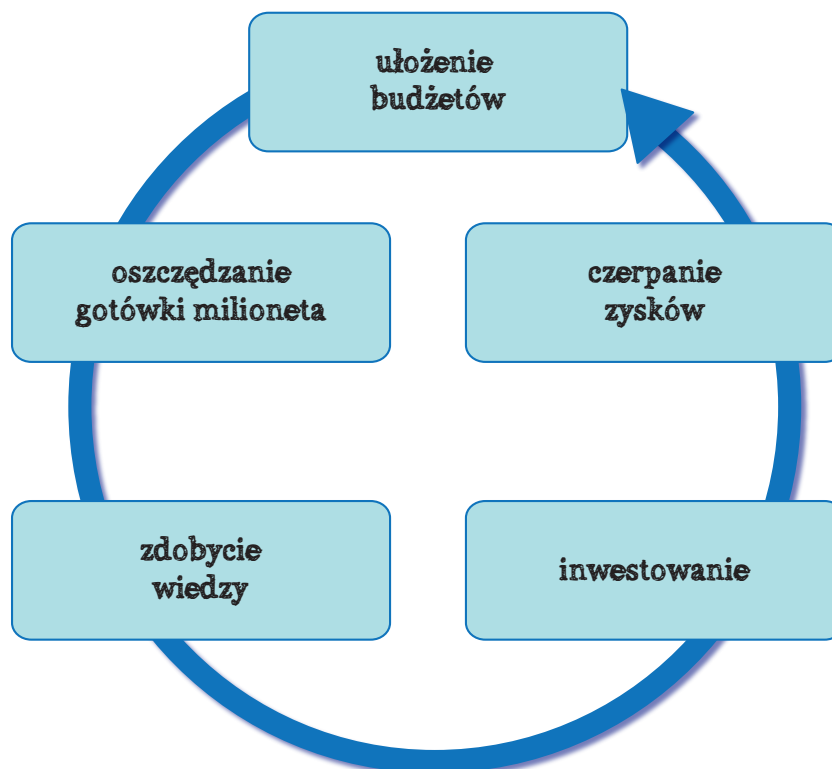 ułożenie
budżetów
oszczędzanie
gotówki milioneta
czerpanie
zysków
zdobycie
wiedzy
inwestowanie